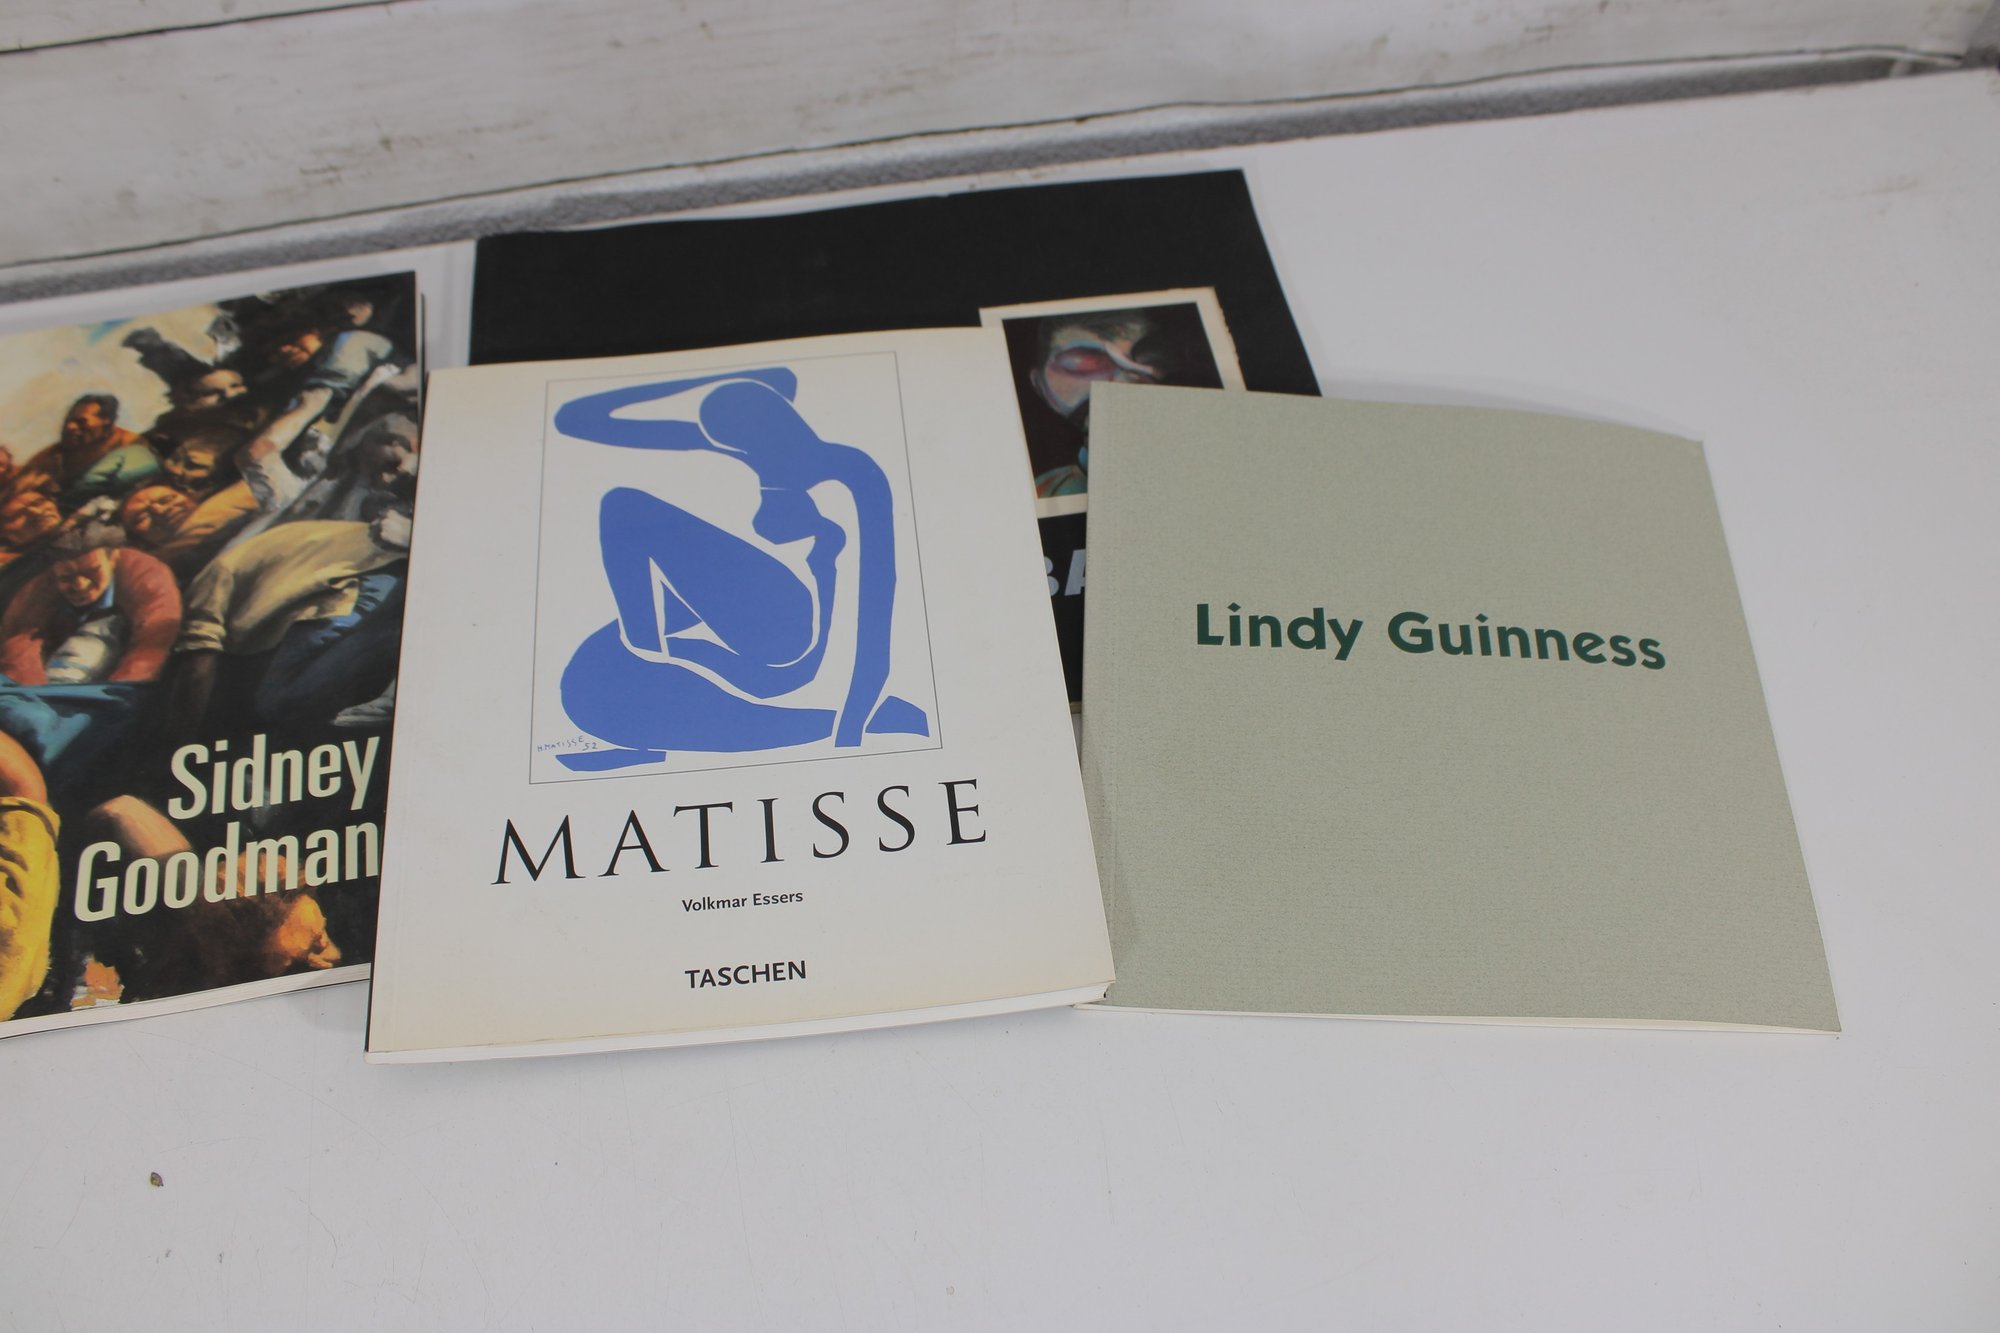 Sidney
Goodman
H. MATISSE
52
MATISSE
Volkmar Essers
TASCHEN
Lindy Guinness